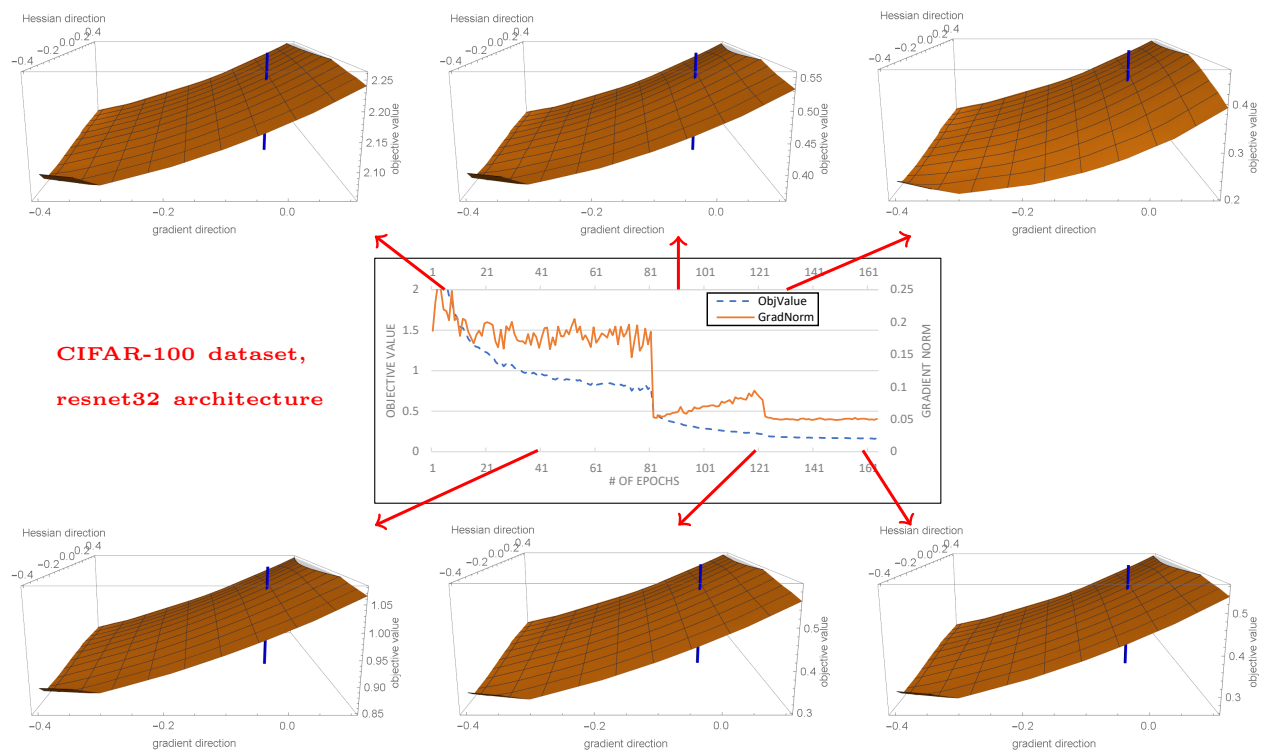 Hessian direction
-0.4 -0.2 0.0 0.2 0.4
2.25
2.20
2.15
2.10
objective value
-0.4 -0.2 0.0
gradient direction
Hessian direction
-0.4 -0.2 0.0 0.2 0.4
0.55
0.50
0.45
0.40
objective value
-0.4 -0.2 0.0
gradient direction
Hessian direction
-0.4 -0.2 0.0 0.2 0.4
0.4
0.3
0.2
objective value
-0.4 -0.2 0.0
gradient direction
CIFAR-100 dataset,
resnet32 architecture
1 21 41 61 81 101 121 141 161
2
1.5
1
0.5
0
OBJECTIVE VALUE
ObjValue
GradNorm
0.25
0.2
0.15
0.1
0.05
0
GRADIENT NORM
1 21 41 61 81 101 121 141 161
# OF EPOCHS
Hessian direction
-0.4 -0.2 0.0 0.2 0.4
1.05
1.00
0.95
0.90
0.85
objective value
-0.4 -0.2 0.0
gradient direction
Hessian direction
-0.4 -0.2 0.0 0.2 0.4
0.5
0.4
0.3
objective value
-0.4 -0.2 0.0
gradient direction
Hessian direction
-0.4 -0.2 0.0 0.2 0.4
0.5
0.4
0.3
objective value
-0.4 -0.2 0.0
gradient direction